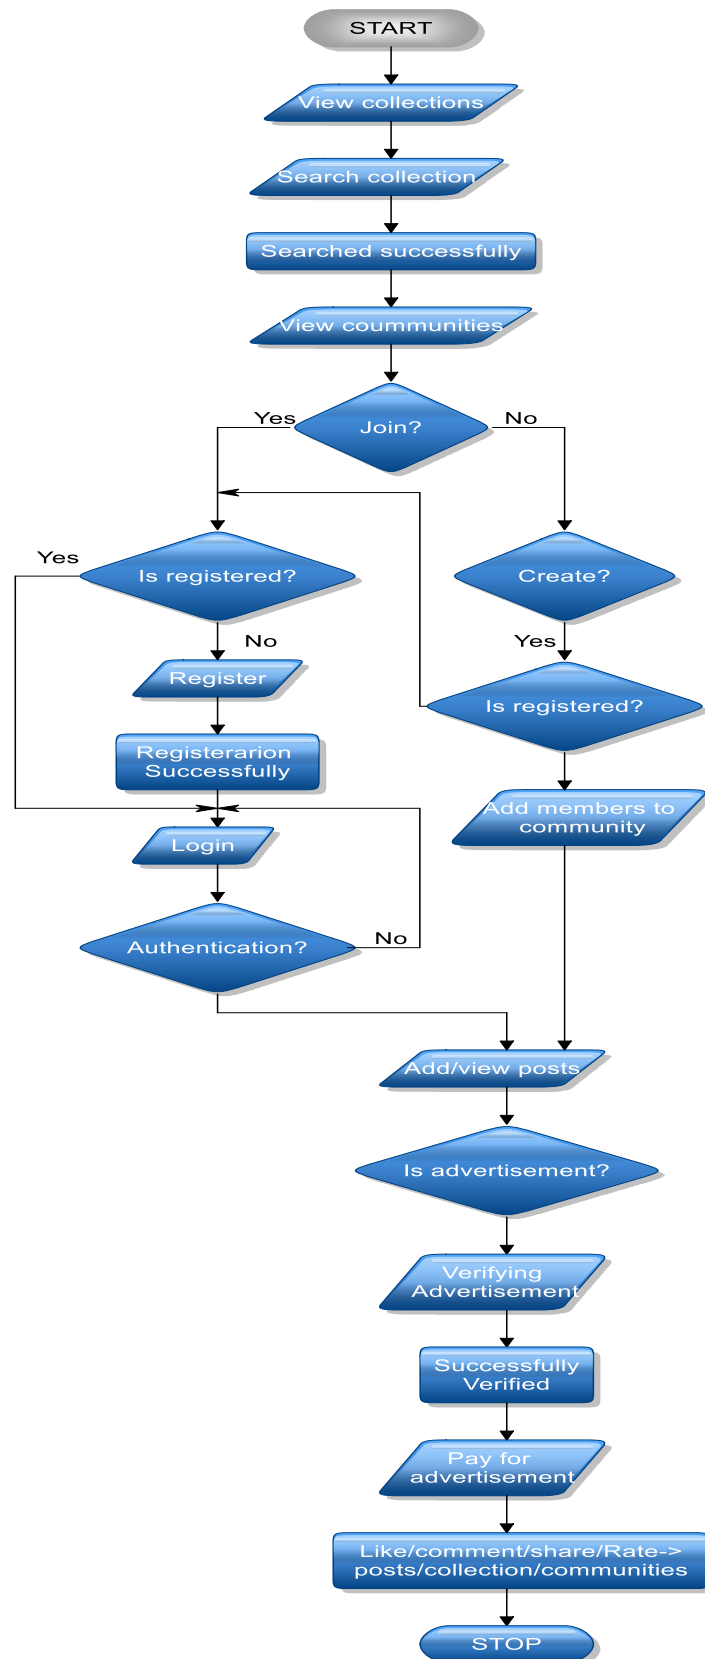 START
View collections
Search collection
Searched successfully
View coummunities
Yes
Join?
No
Yes
Is registered?
Create?
No
Yes
Register
Is registered?
Registerarion
Successfully
Add members to
community
Login
Authentication?
No
Add/view posts
Is advertisement?
Verifying
Advertisement
Successfully
Verified
Pay for
advertisement
Like/comment/share/Rate->
posts/collection/communities
STOP